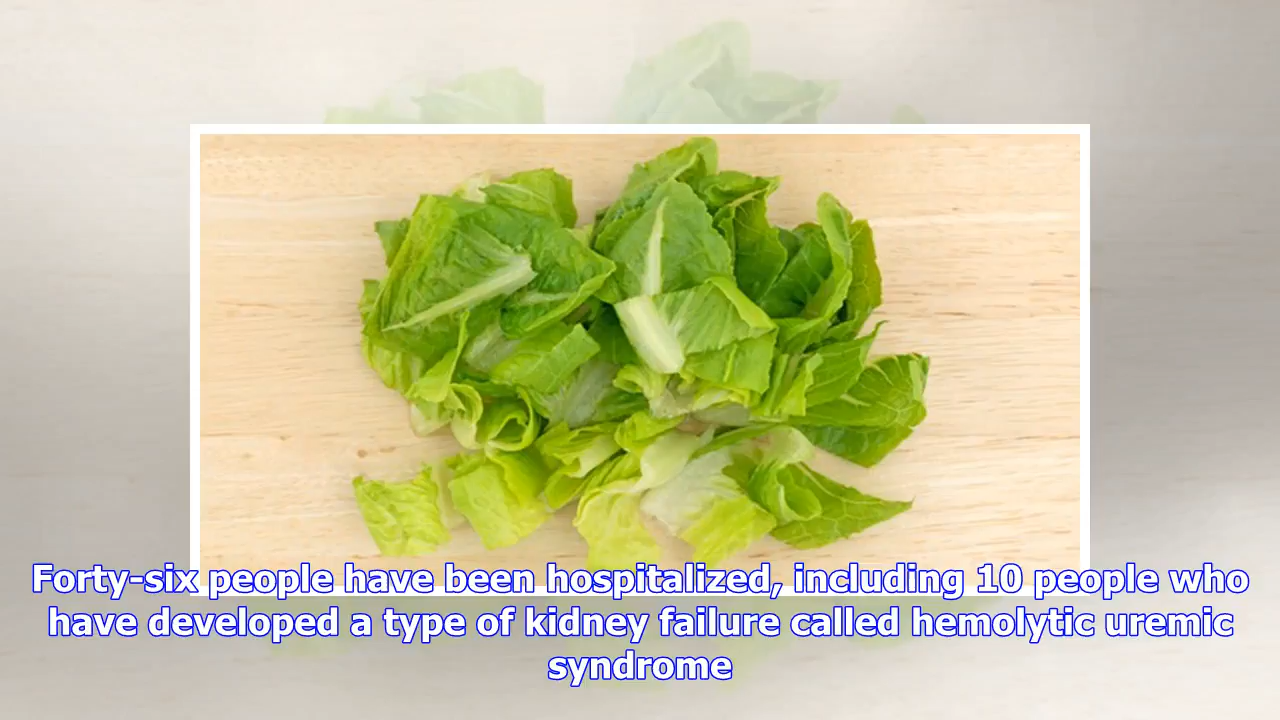 Forty-six people have been hospitalized, including 10 people who
have developed a type of kidney failure called hemolytic uremic
syndrome